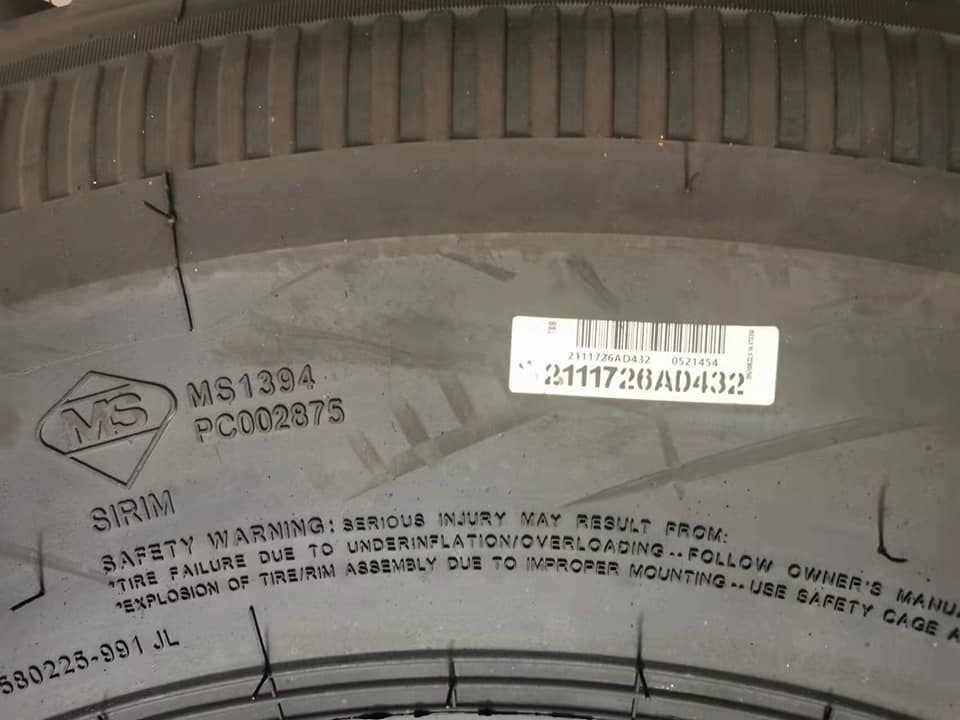 TBB
2111726AD432 0521454
2111726AD432
MS
MS1394
PC002875
SIRIM
SAFETY WARNING: SERIOUS INJURY MAY RESULT FROM:
*TIRE FAILURE DUE TO UNDERINFLATION/OVERLOADING -- FOLLOW OWNER'S
*EXPLOSION OF TIRE/RIM ASSEMBLY DUE TO IMPROPER MOUNTING -- USE SAFETY CAGE
580225-991 JL